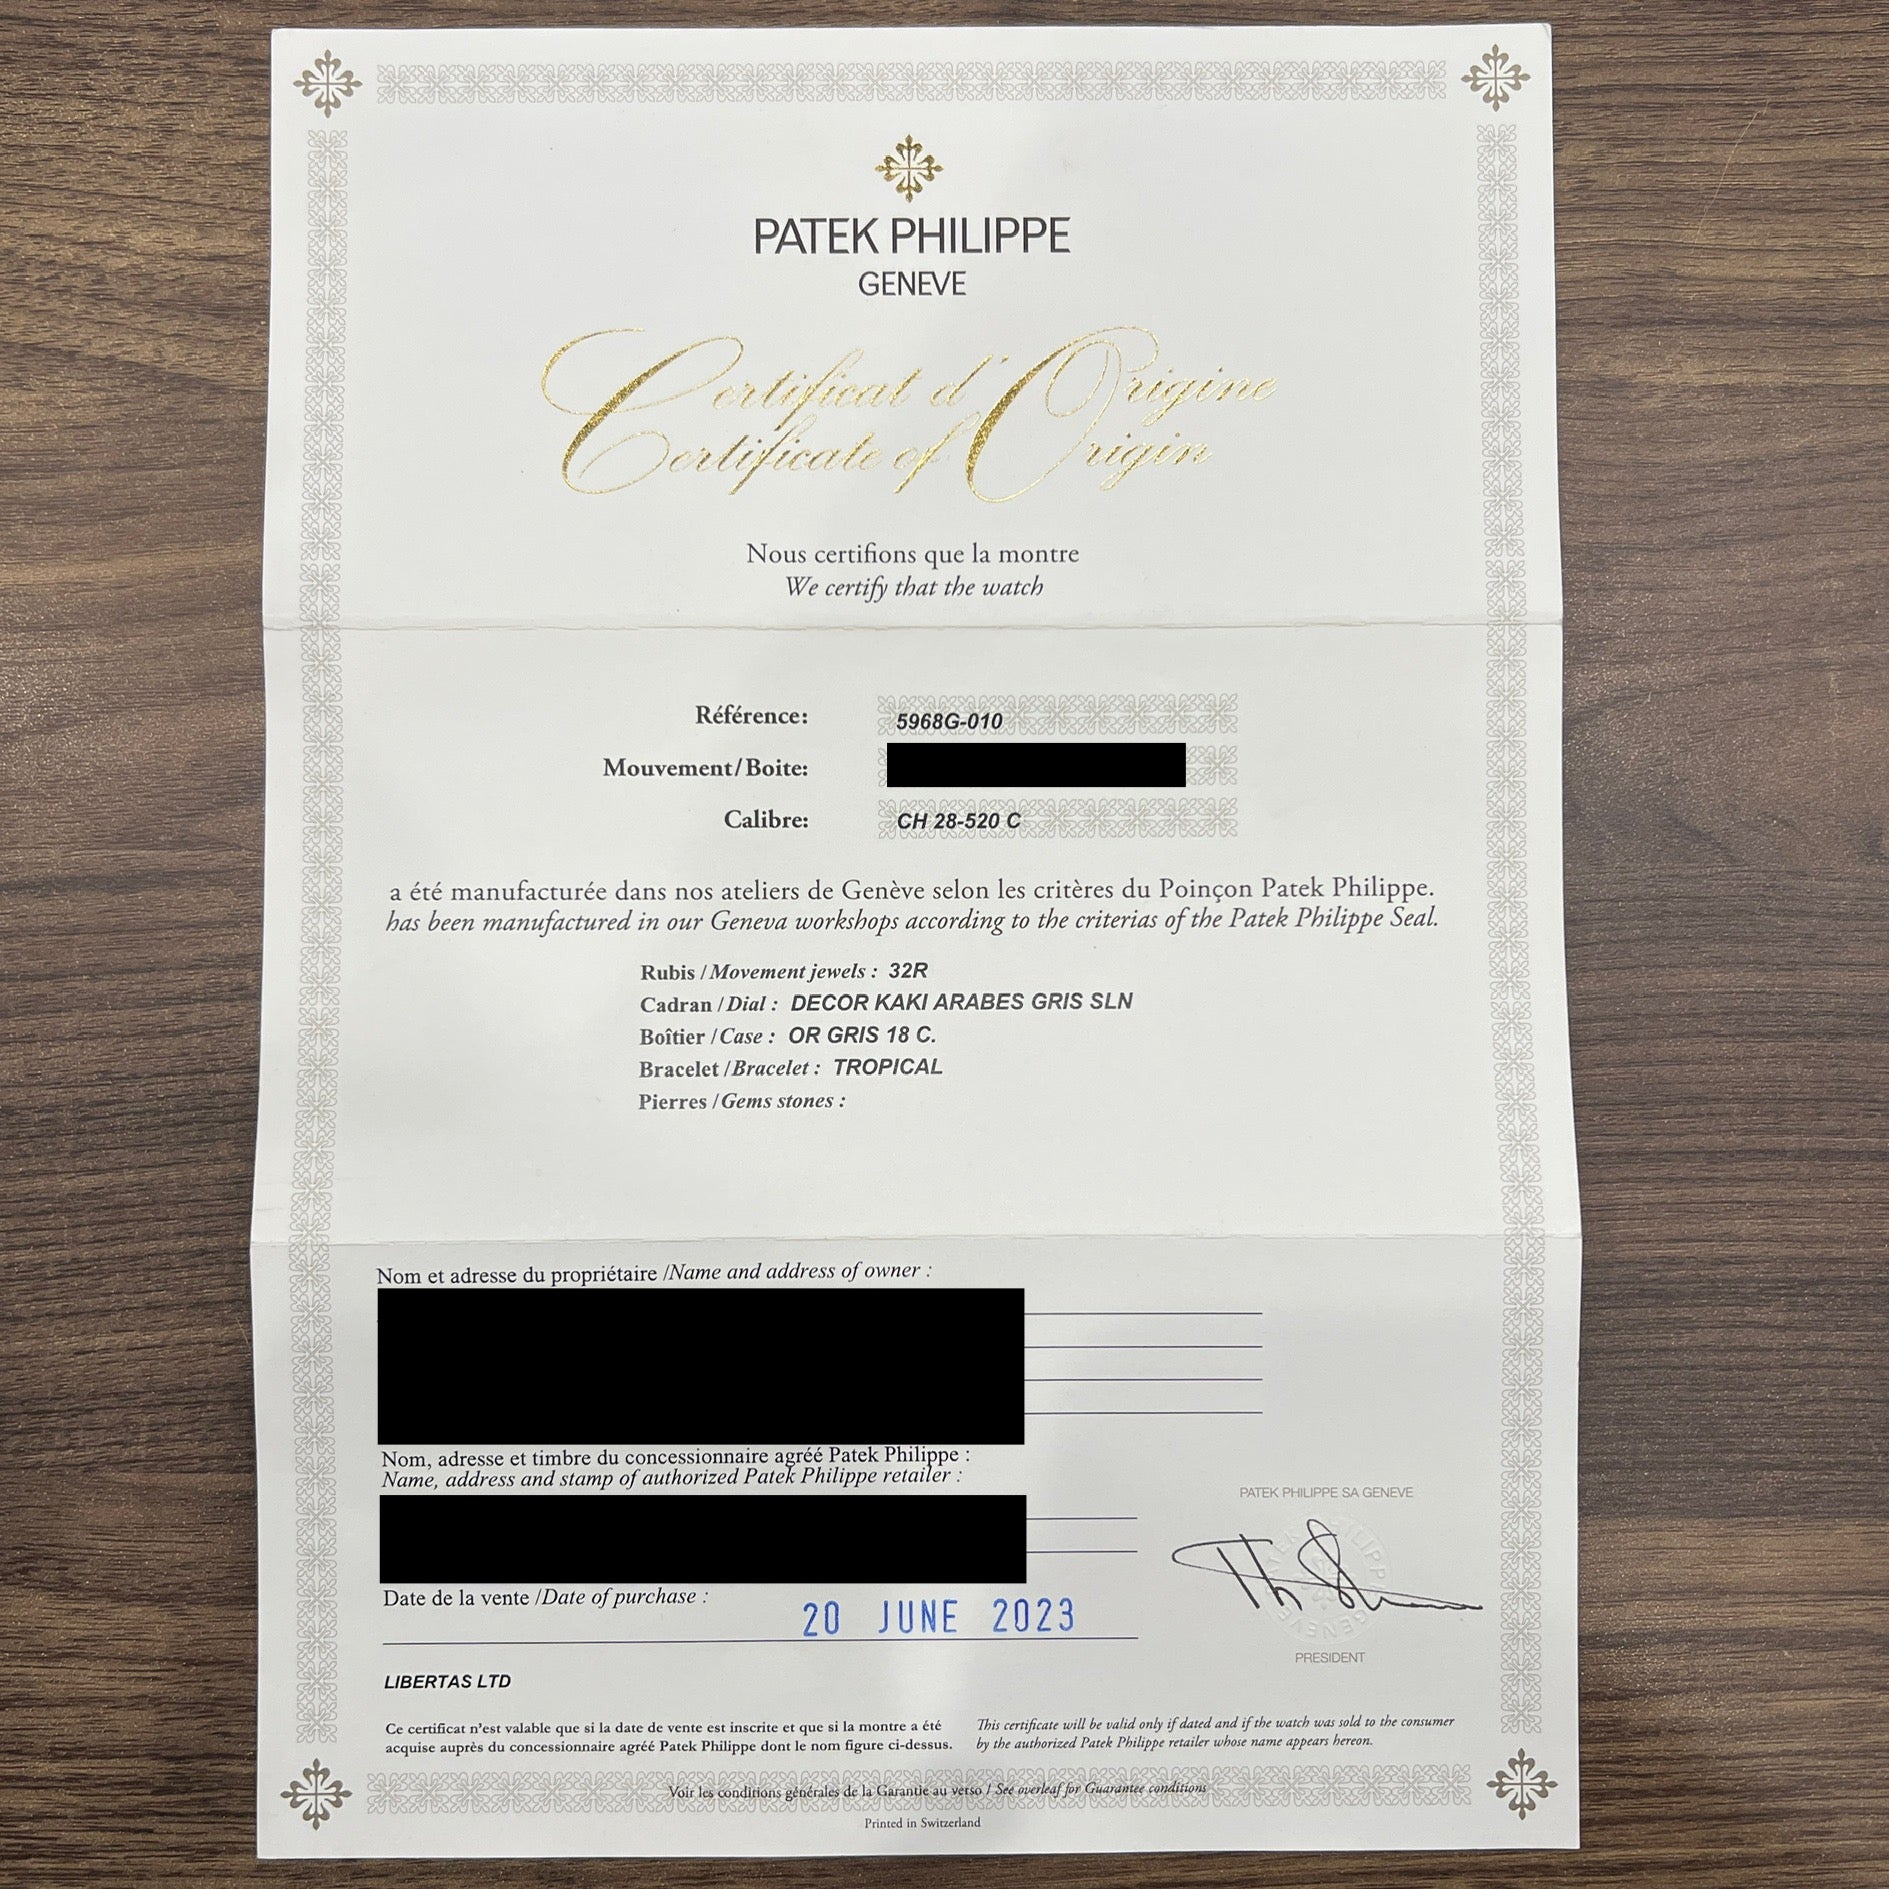 PATEK PHILIPPE
GENEVE
Certificat d'Origine
Certificate of Origin
Nous certifions que la montre
We certify that the watch
Référence: 5968G-010
Mouvement/Boite:
Calibre: CH 28-520 C
a été manufacturée dans nos ateliers de Genève selon les critères du Poinçon Patek Philippe.
has been manufactured in our Geneva workshops according to the criterias of the Patek Philippe Seal.
Rubis / Movement jewels : 32R
Cadran / Dial : DECOR KAKI ARABES GRIS SLN
Boîtier / Case : OR GRIS 18 C.
Bracelet / Bracelet : TROPICAL
Pierres / Gems stones :
Nom et adresse du propriétaire /Name and address of owner :
Nom, adresse et timbre du concessionnaire agréé Patek Philippe :
Name, address and stamp of authorized Patek Philippe retailer :
PATEK PHILIPPE SA GENEVE
Date de la vente /Date of purchase : 20 JUNE 2023
PRESIDENT
LIBERTAS LTD
Ce certificat n'est valable que si la date de vente est inscrite et que si la montre a été
acquise auprès du concessionnaire agréé Patek Philippe dont le nom figure ci-dessus.
This certificate will be valid only if dated and if the watch was sold to the consumer
by the authorized Patek Philippe retailer whose name appears hereon.
Voir les conditions générales de la Garantie au verso / See overleaf for Guarantee conditions
Printed in Switzerland